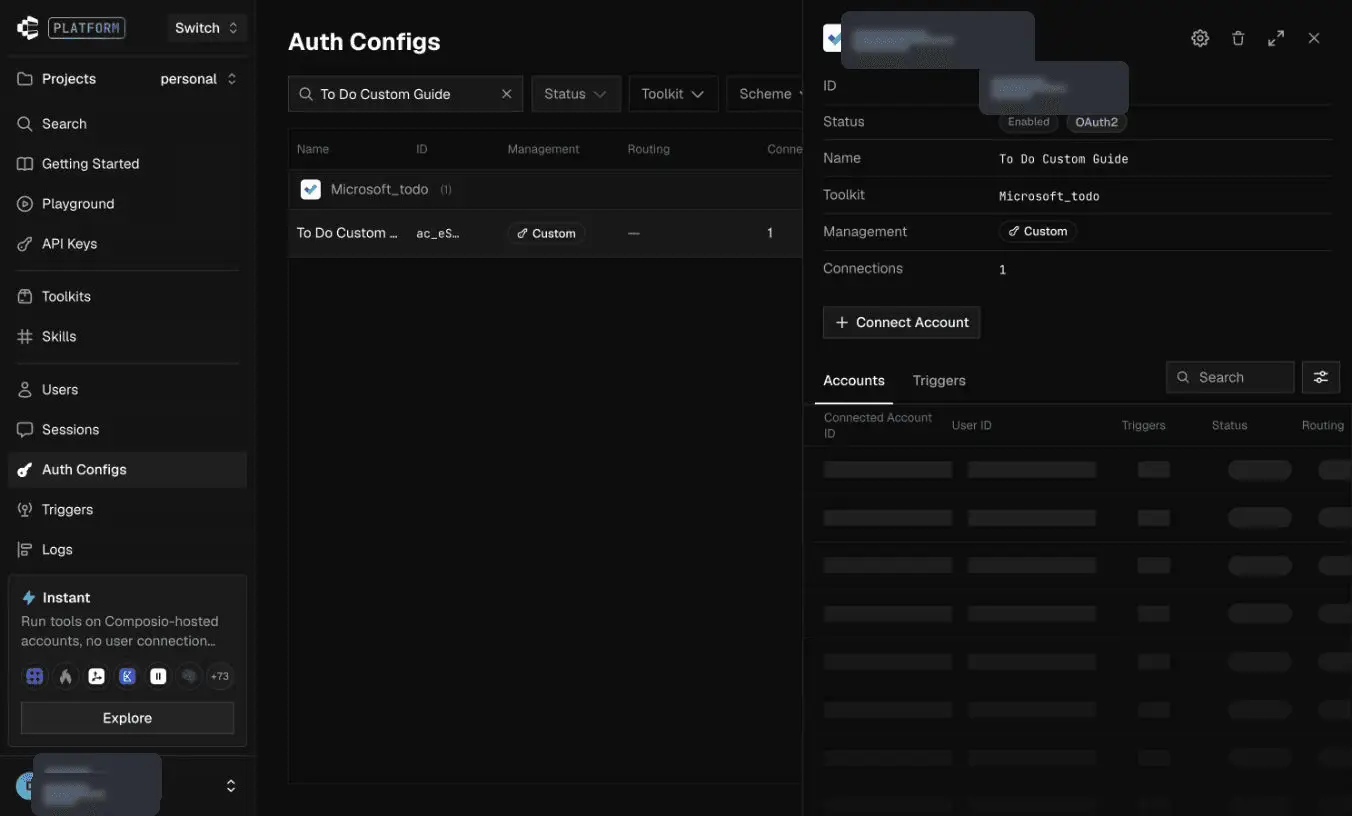 PLATFORM
Switch
Projects
personal
Search
Getting Started
Playground
API Keys
Toolkits
Skills
Users
Sessions
Auth Configs
Triggers
Logs
Instant
Run tools on Composio-hosted
accounts, no user connection...
+73
Explore
Auth Configs
To Do Custom Guide
Status
Toolkit
Scheme
Name ID Management Routing Conne
Microsoft_todo (1)
To Do Custom ... ac_eS... Custom — 1
ID
Status Enabled OAuth2
Name To Do Custom Guide
Toolkit Microsoft_todo
Management Custom
Connections 1
+ Connect Account
Accounts Triggers Search
Connected Account
ID
User ID Triggers Status Routing